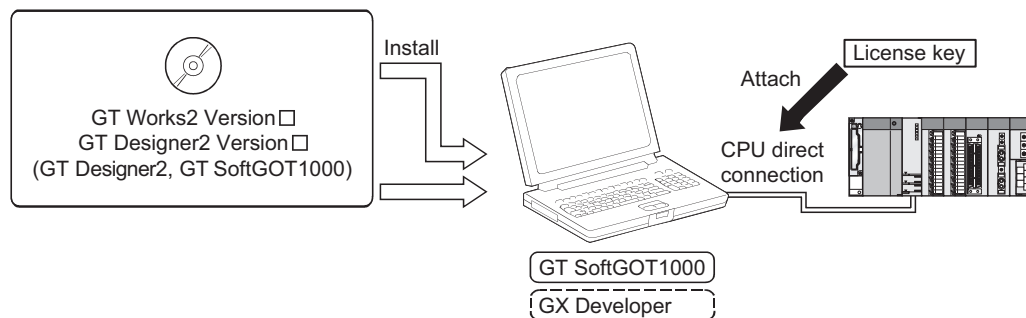 Install
GT Works2 Version□
GT Designer2 Version□
(GT Designer2, GT SoftGOT1000)
License key
Attach
CPU direct
connection
GT SoftGOT1000
GX Developer